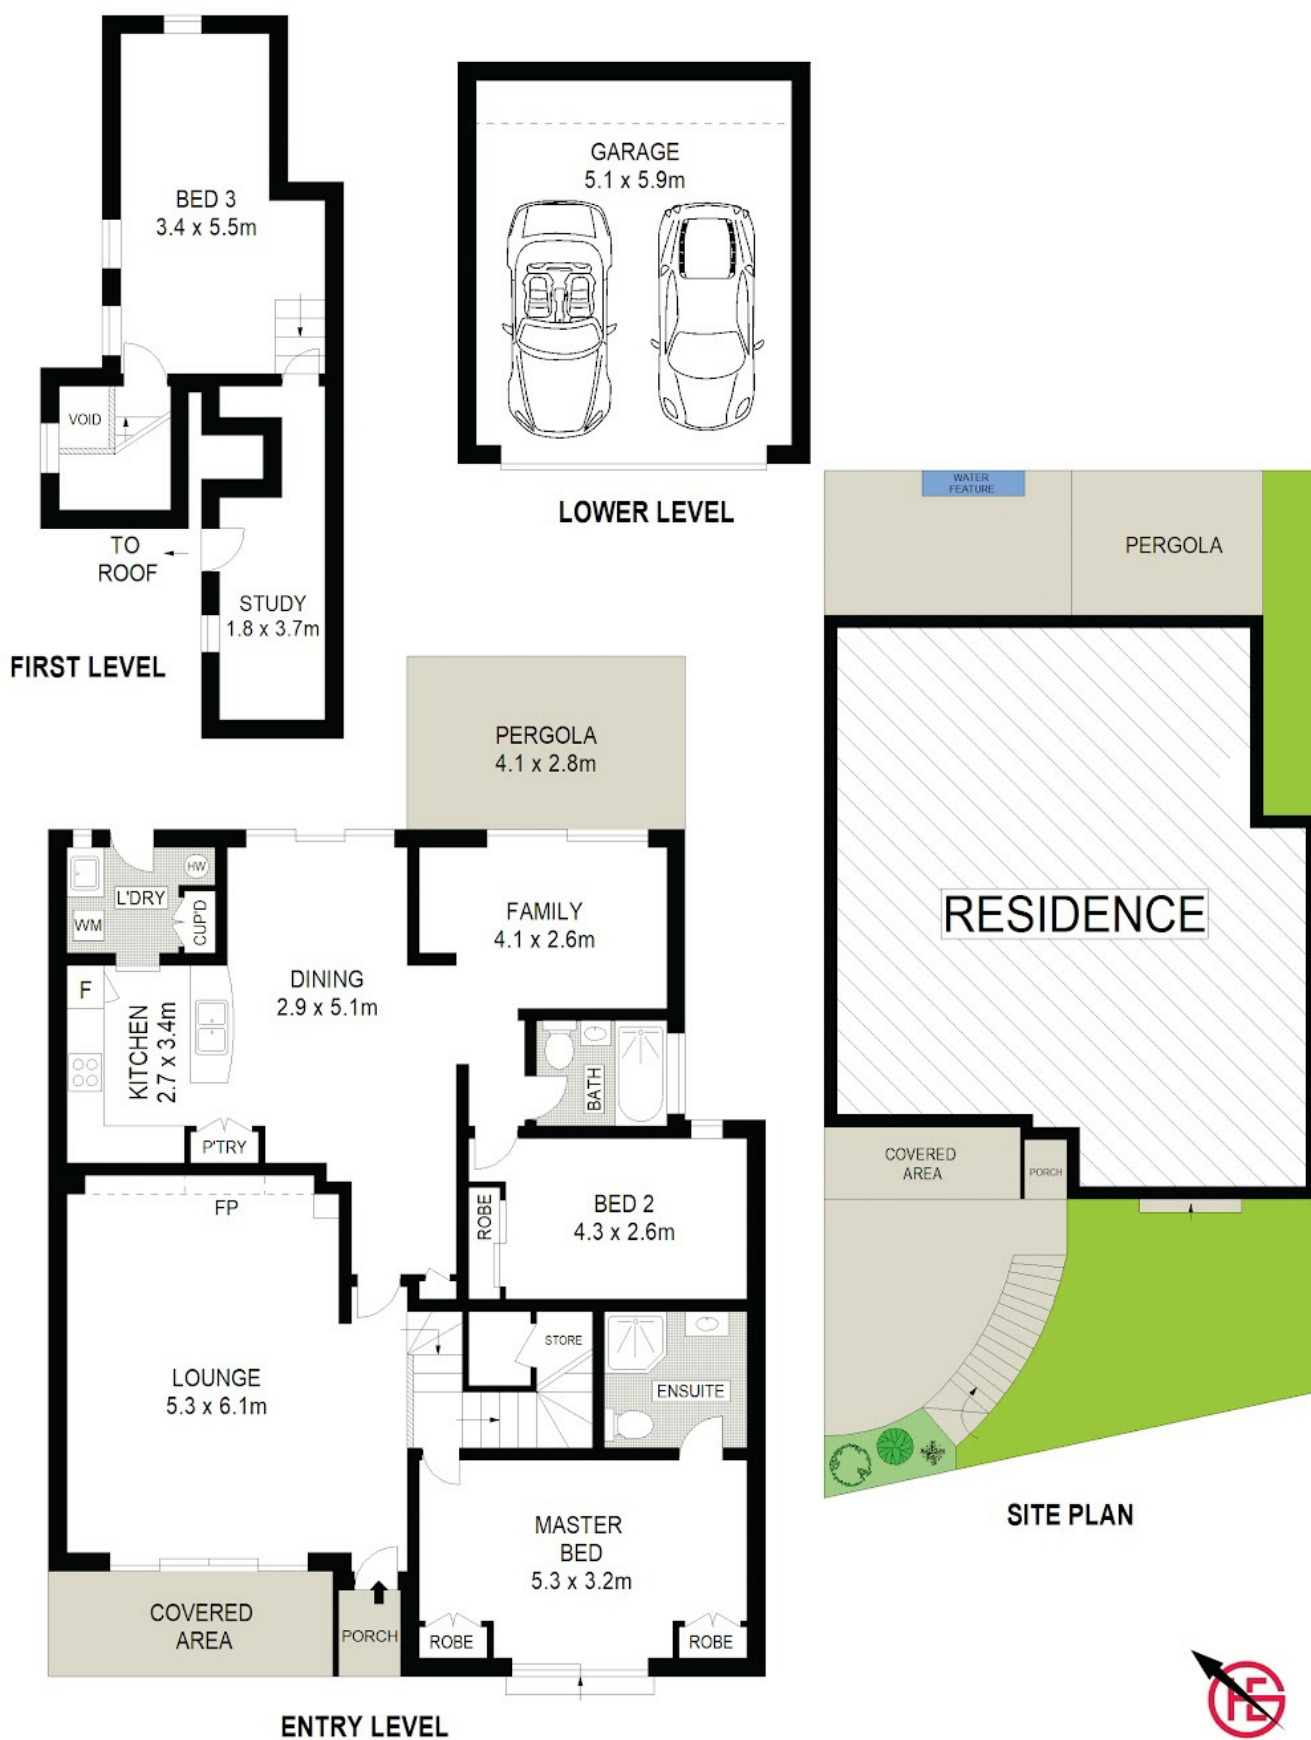 BED 3
3.4 x 5.5m
VOID
TO
ROOF
STUDY
1.8 x 3.7m
FIRST LEVEL
GARAGE
5.1 x 5.9m
LOWER LEVEL
WATER
FEATURE
PERGOLA
RESIDENCE
COVERED
AREA
PORCH
SITE PLAN
PERGOLA
4.1 x 2.8m
HW
L'DRY
WM
CUP'D
FAMILY
4.1 x 2.6m
DINING
2.9 x 5.1m
F
KITCHEN
2.7 x 3.4m
BATH
P'TRY
FP
ROBE
BED 2
4.3 x 2.6m
STORE
ENSUITE
LOUNGE
5.3 x 6.1m
MASTER
BED
5.3 x 3.2m
COVERED
AREA
PORCH
ROBE
ROBE
ENTRY LEVEL